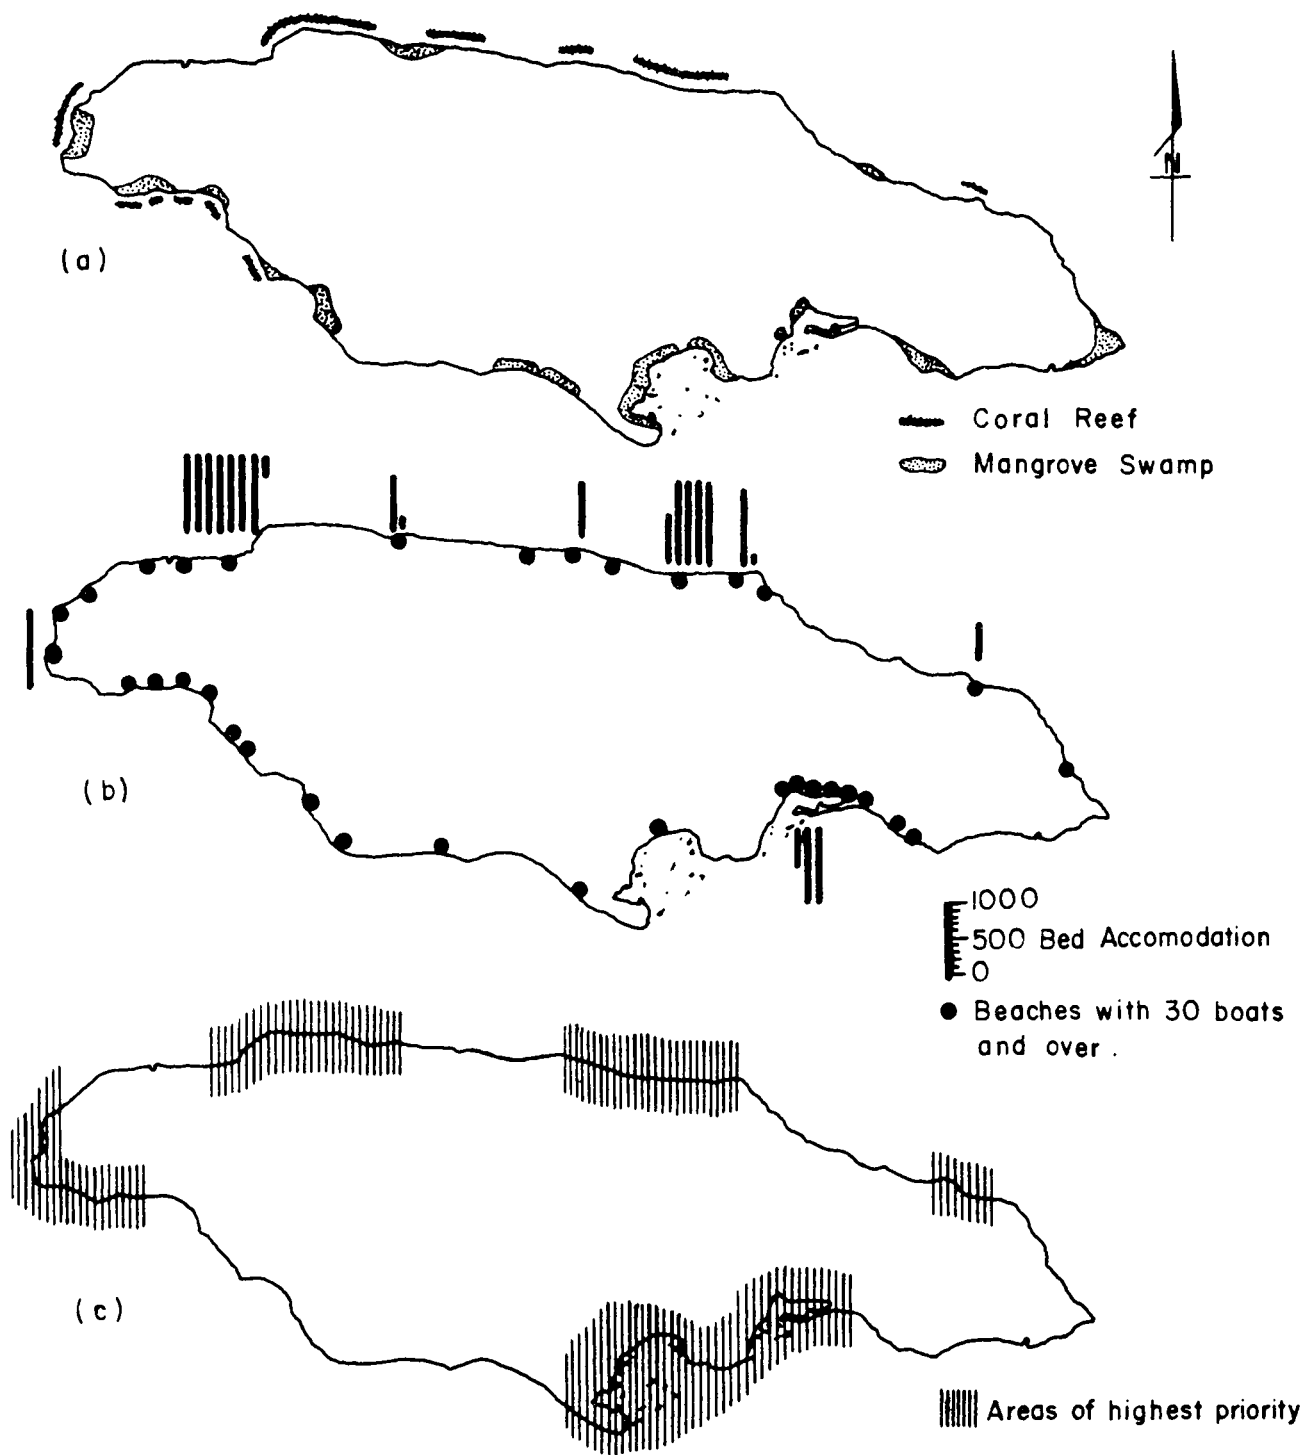 N
(a)
Coral Reef
Mangrove Swamp
(b)
1000
500 Bed Accomodation
0
Beaches with 30 boats
and over .
(c)
Areas of highest priority